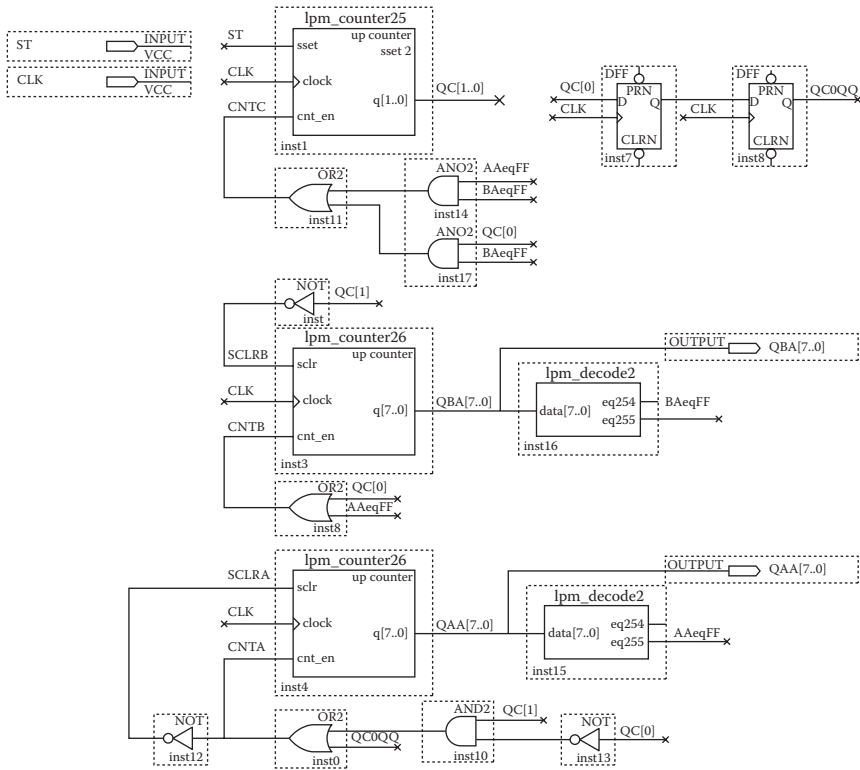 ST INPUT VCC
CLK INPUT VCC
lpm_counter25
up counter
ST sset sset 2
CLK clock
QC[1..0]
q[1..0]
CNTC cnt_en
inst1
DFF DFF
QC[0] PRN PRN QC0QQ
D Q D Q
CLK CLK
CLRN CLRN
inst7 inst8
OR2
inst11
ANO2
AAeqFF
BAeqFF
inst14
ANO2
QC[0]
BAeqFF
inst17
NOT
QC[1]
inst
lpm_counter26
up counter
SCLRB sclr
CLK clock
q[7..0] QBA[7..0]
CNTB cnt_en
inst3
OUTPUT QBA[7..0]
lpm_decode2
eq254 BAeqFF
data[7..0] eq255
inst16
OR2 QC[0]
AAeqFF
inst8
lpm_counter26
up counter
SCLRA sclr
CLK clock
q[7..0] QAA[7..0]
CNTA cnt_en
inst4
OUTPUT QAA[7..0]
lpm_decode2
eq254
data[7..0] eq255 AAeqFF
inst15
NOT
inst12
OR2
QC0QQ
inst0
AND2
QC[1]
inst10
NOT
QC[0]
inst13